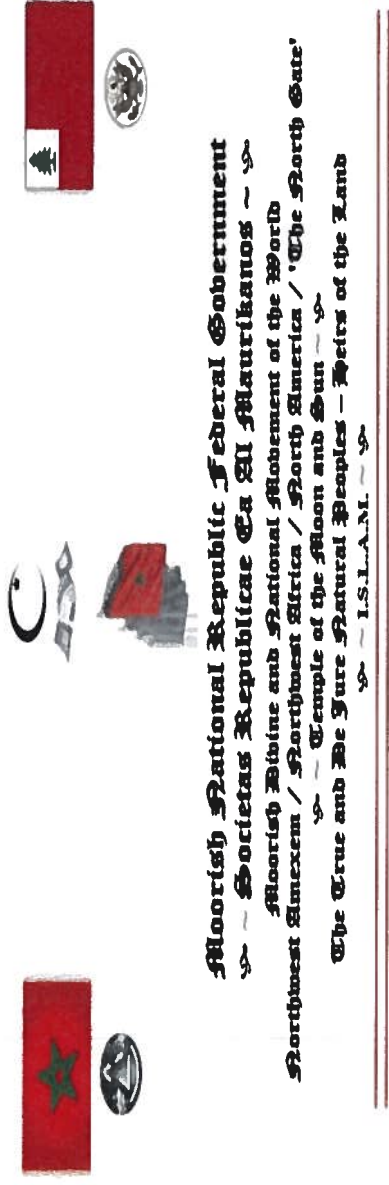 Moorish National Republic Federal Government
~ Societas Republicae Ea Al Maurikanos ~
Moorish Divine and National Movement of the World
Northwest Amexem / Northwest Africa / North America / 'The North Gate'
~ Temple of the Moon and Sun ~
The True and De Jure Natural Peoples – Heirs of the Land
~ I.S.L.A.M. ~